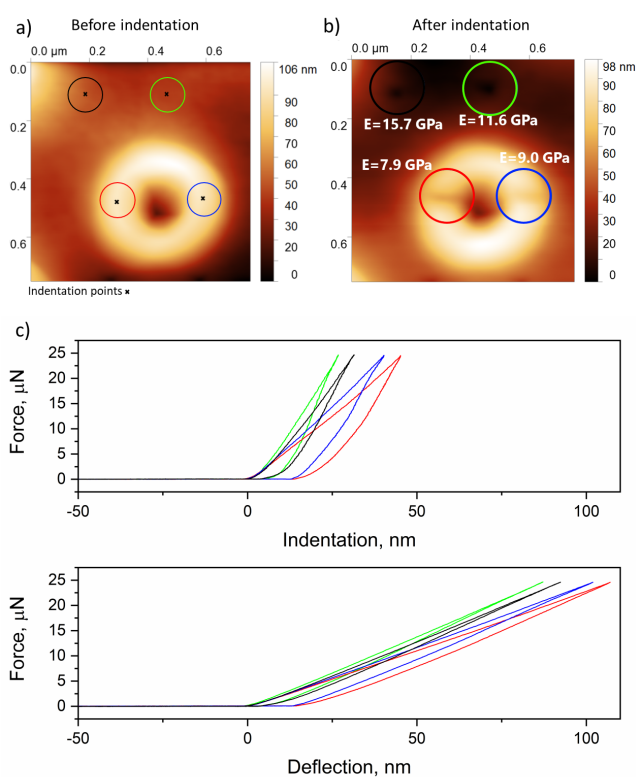 a) Before indentation
0.0 µm 0.2 0.4 0.6
0.0
0.2
0.4
0.6
106 nm
90
80
70
60
50
40
30
20
10
0
Indentation points ×
b) After indentation
0.0 µm 0.2 0.4 0.6
0.0
0.2
0.4
0.6
E=15.7 GPa
E=11.6 GPa
E=7.9 GPa
E=9.0 GPa
98 nm
90
80
70
60
50
40
30
20
10
0
c)
Force, µN
25
20
15
10
5
0
-50 0 50 100
Indentation, nm
Force, µN
25
20
15
10
5
0
-50 0 50 100
Deflection, nm